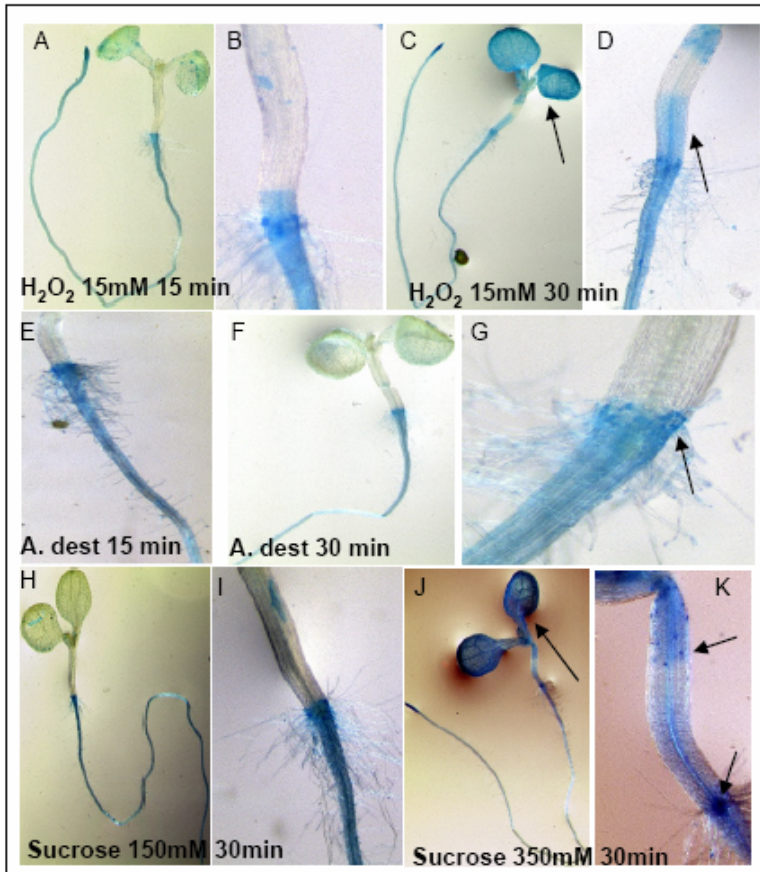 A
B
C
D
H₂O₂ 15mM 15 min
H₂O₂ 15mM 30 min
E
F
G
A. dest 15 min
A. dest 30 min
H
I
J
K
Sucrose 150mM 30min
Sucrose 350mM 30min